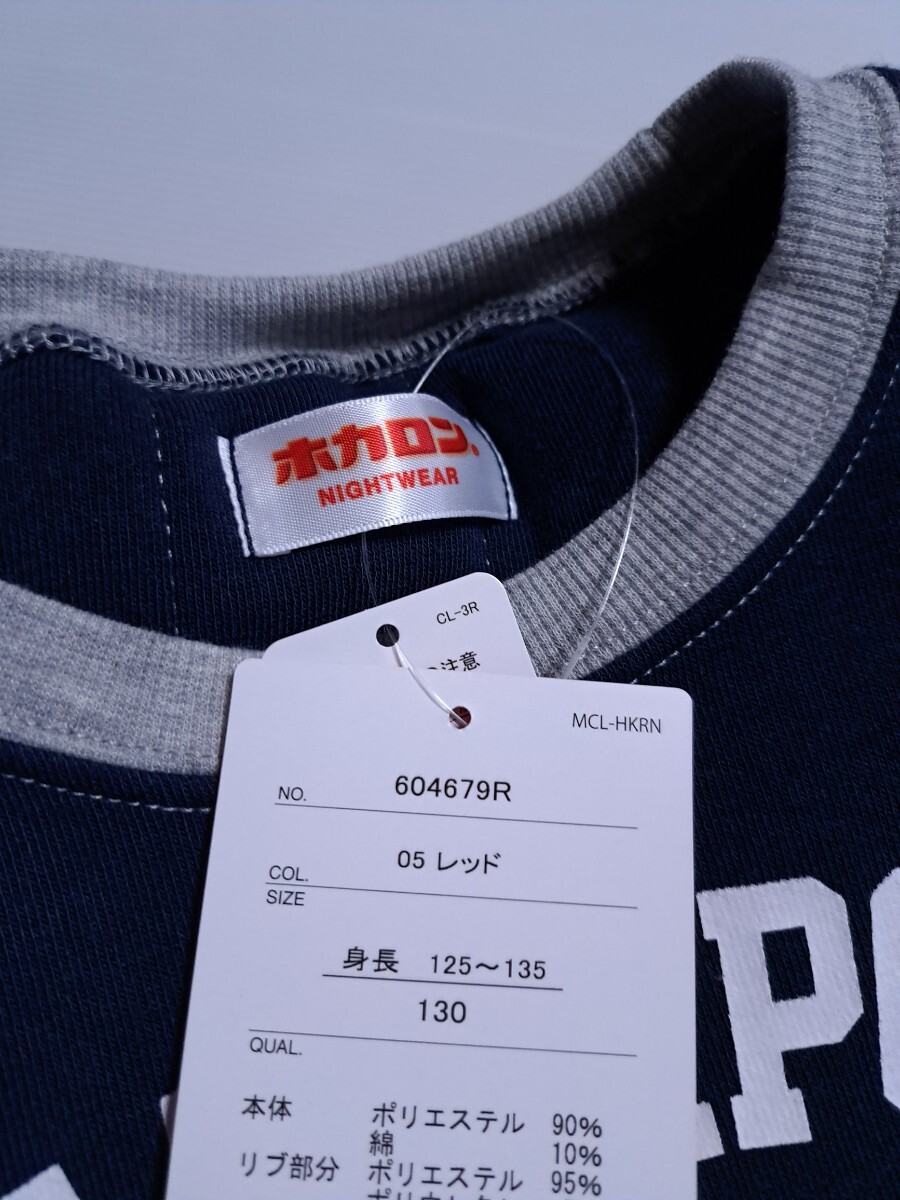 ホカロン.
NIGHTWEAR
CL-3R
注意
MCL-HKRN
NO. 604679R
COL. 05 レッド
SIZE
身長 125～135
130
QUAL.
本体 ポリエステル 90%
綿 10%
リブ部分 ポリエステル 95%
PO